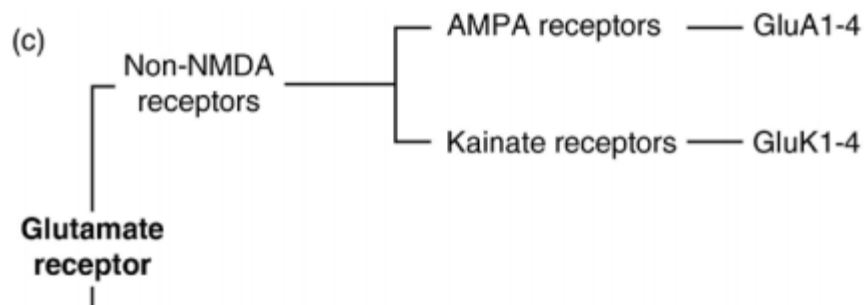 (c)
Non-NMDA
receptors
AMPA receptors
GluA1-4
Kainate receptors
GluK1-4
Glutamate
receptor